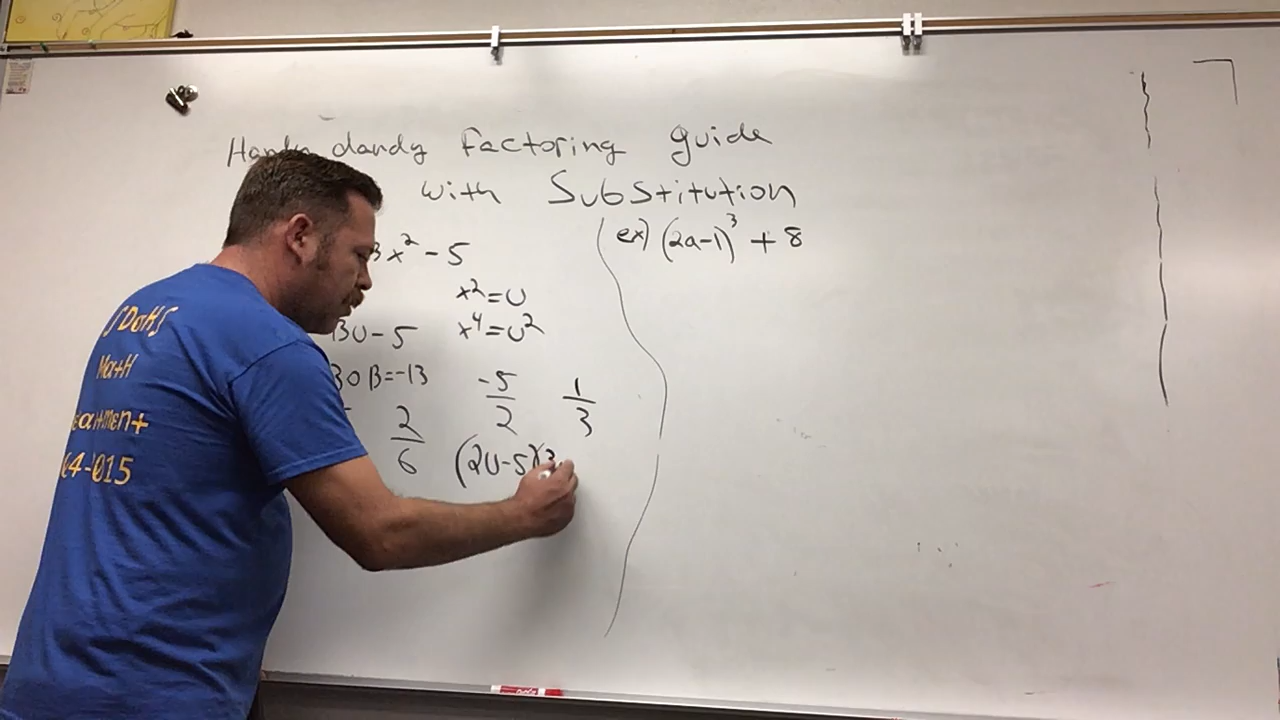 Handy dandy Factoring guide
with Substitution
3x² - 5
x² = U
3U - 5
x⁴ = U²
30 B = -13
-5/2
1/3
2/6
(2U-5)(3
ex) (2a-1)³ + 8
MatH